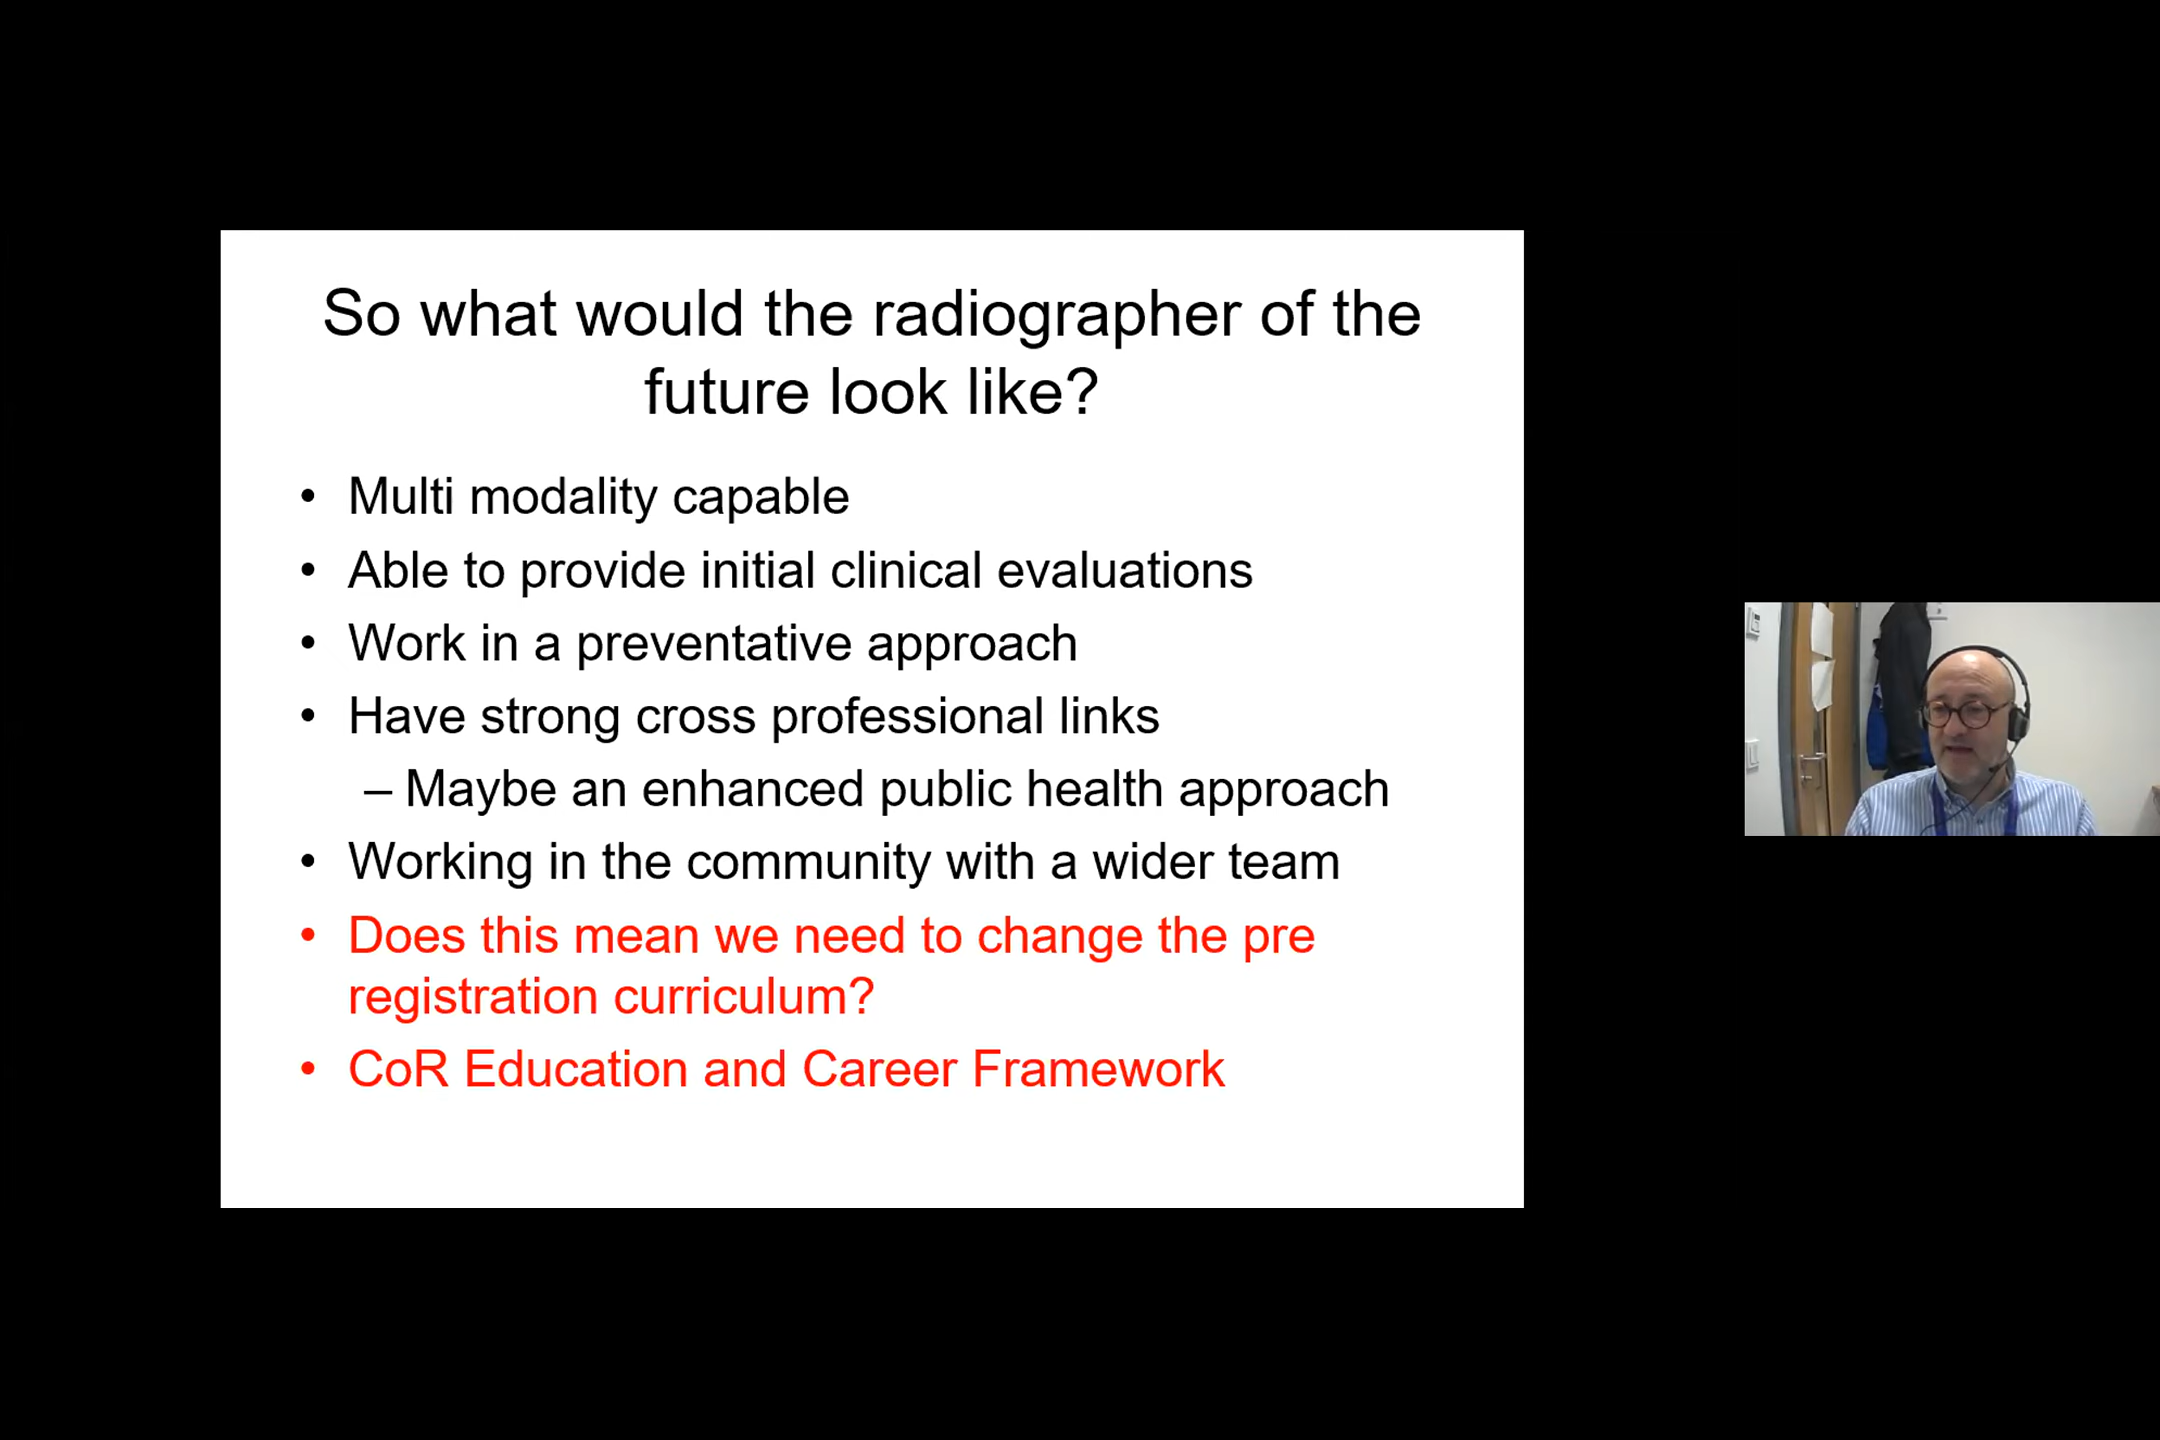 So what would the radiographer of the
future look like?
• Multi modality capable
• Able to provide initial clinical evaluations
• Work in a preventative approach
• Have strong cross professional links
– Maybe an enhanced public health approach
• Working in the community with a wider team
• Does this mean we need to change the pre
registration curriculum?
• CoR Education and Career Framework